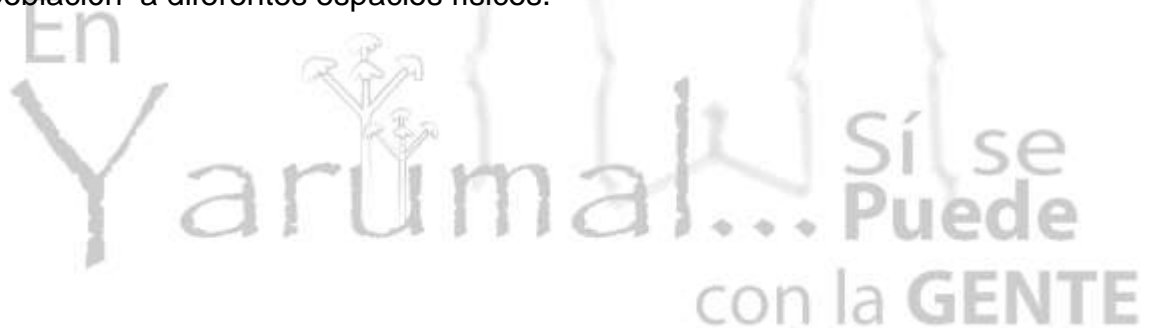 a diferentes espacios físicos.
En
Yarumal... Sí se
Puede
con la GENTE